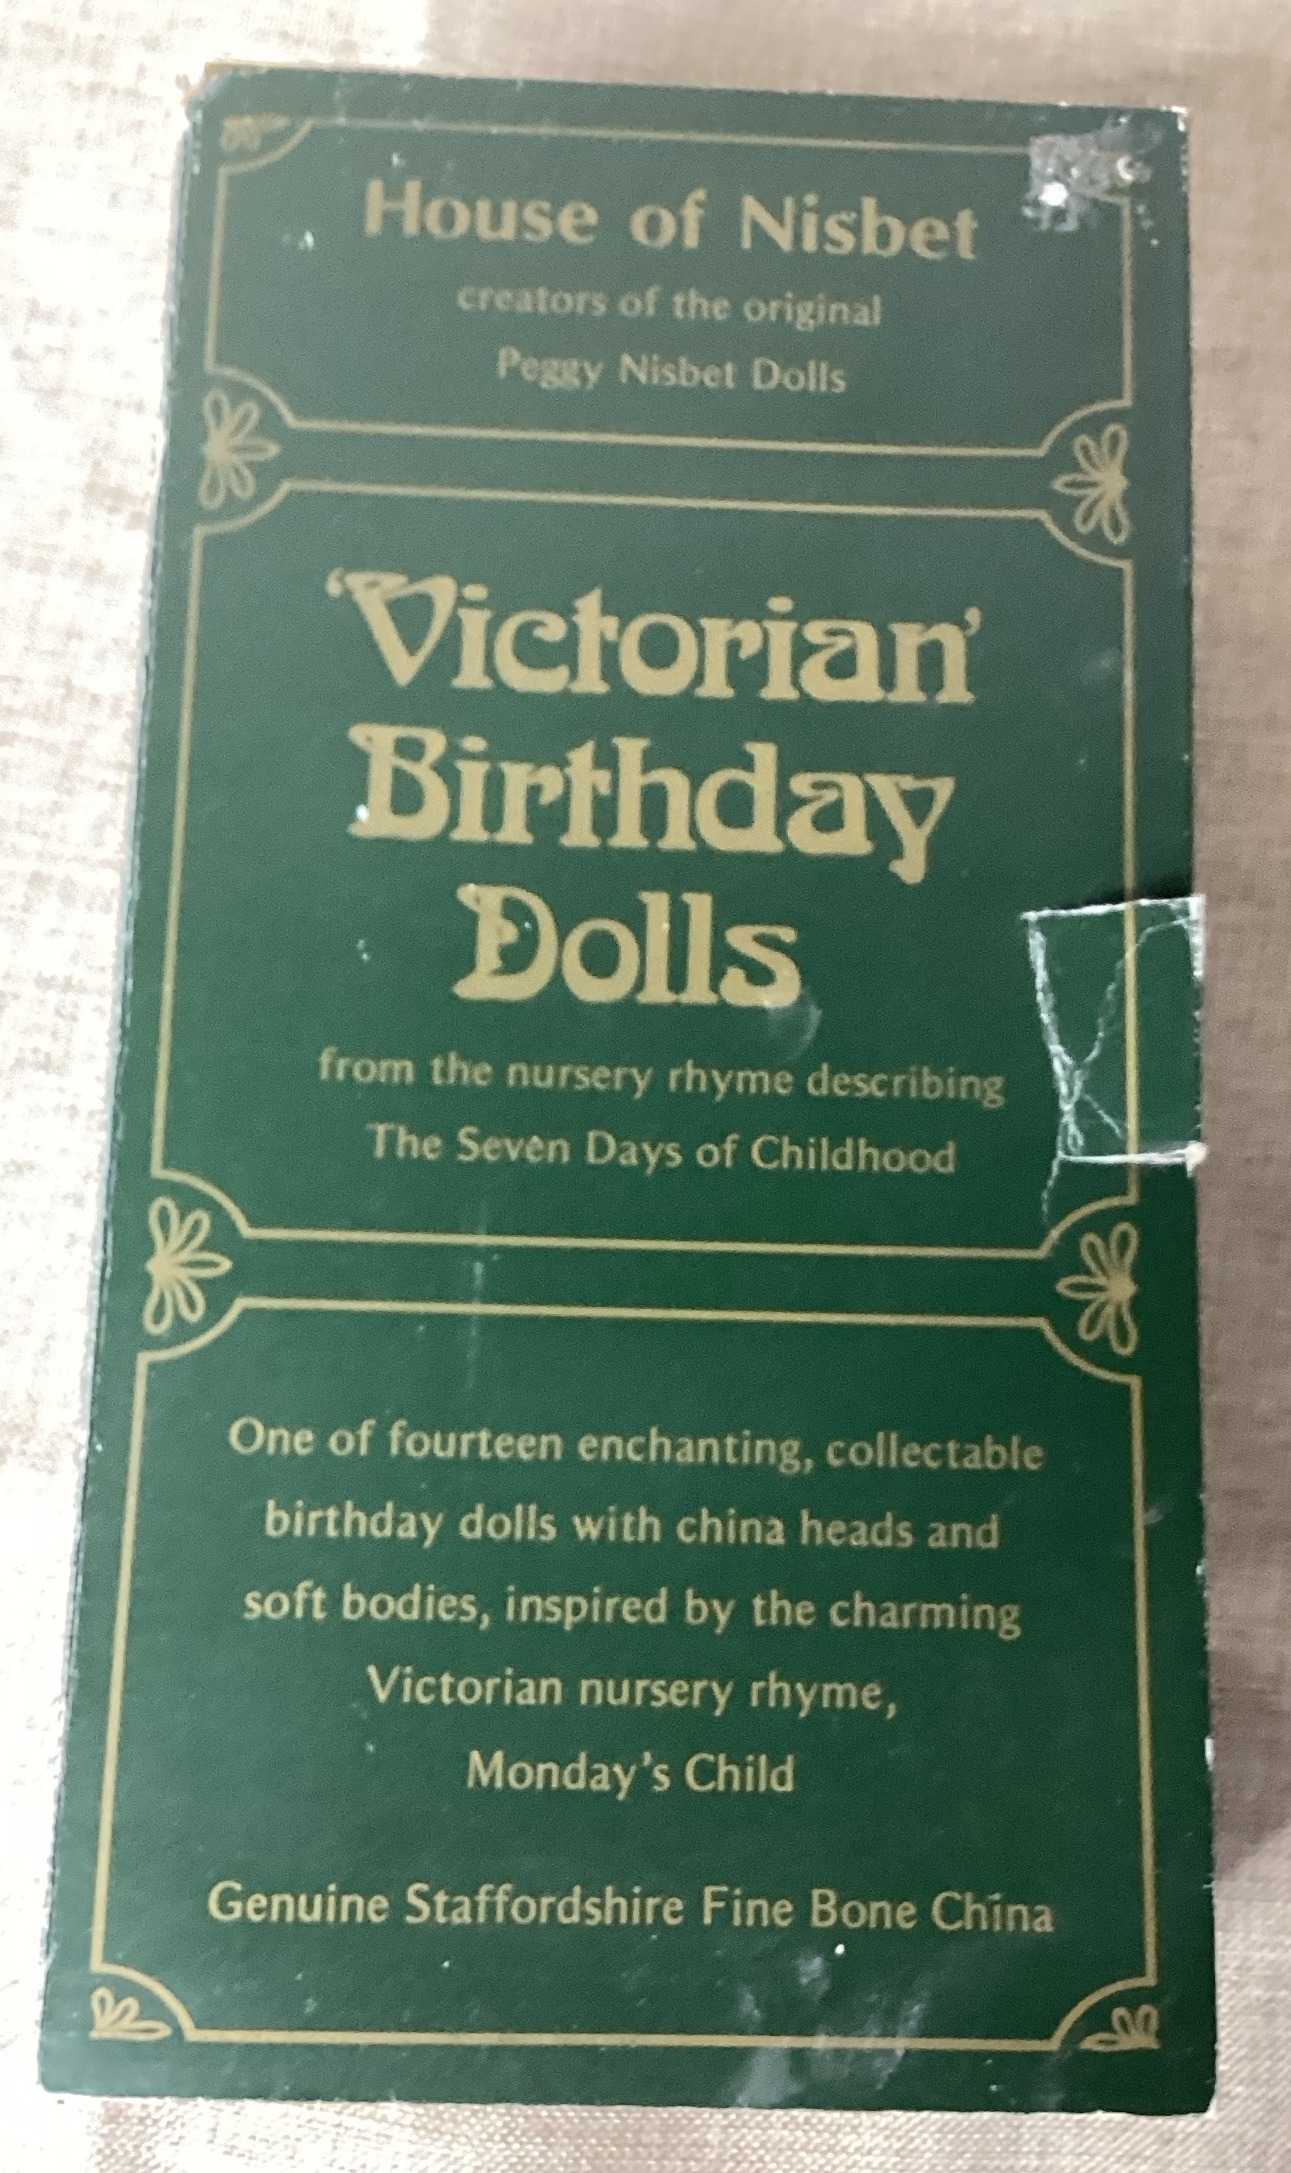 House of Nisbet
creators of the original
Peggy Nisbet Dolls
‘Victorian’
Birthday
Dolls
from the nursery rhyme describing
The Seven Days of Childhood
One of fourteen enchanting, collectable
birthday dolls with china heads and
soft bodies, inspired by the charming
Victorian nursery rhyme,
Monday’s Child
Genuine Staffordshire Fine Bone China